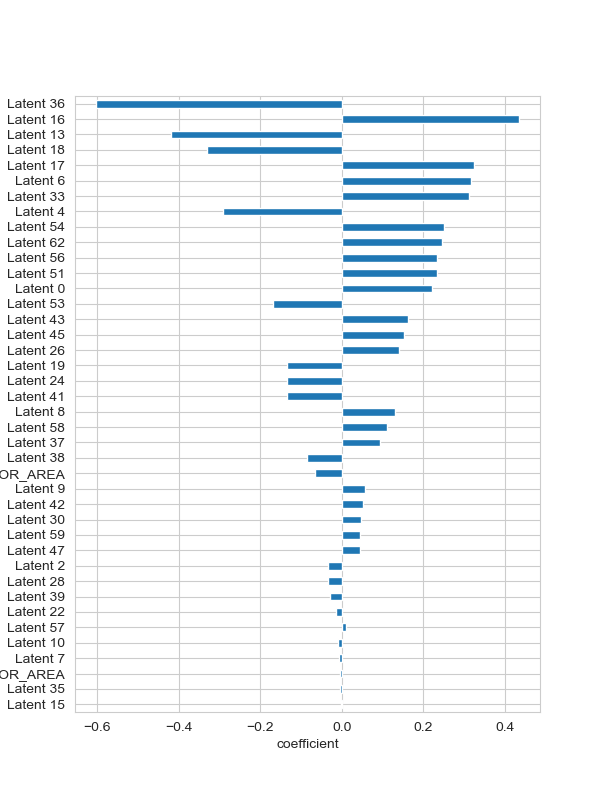 Latent 36
Latent 16
Latent 13
Latent 18
Latent 17
Latent 6
Latent 33
Latent 4
Latent 54
Latent 62
Latent 56
Latent 51
Latent 0
Latent 53
Latent 43
Latent 45
Latent 26
Latent 19
Latent 24
Latent 41
Latent 8
Latent 58
Latent 37
Latent 38
OR_AREA
Latent 9
Latent 42
Latent 30
Latent 59
Latent 47
Latent 2
Latent 28
Latent 39
Latent 22
Latent 57
Latent 10
Latent 7
OR_AREA
Latent 35
Latent 15
−0.6 −0.4 −0.2 0.0 0.2 0.4
coefficient